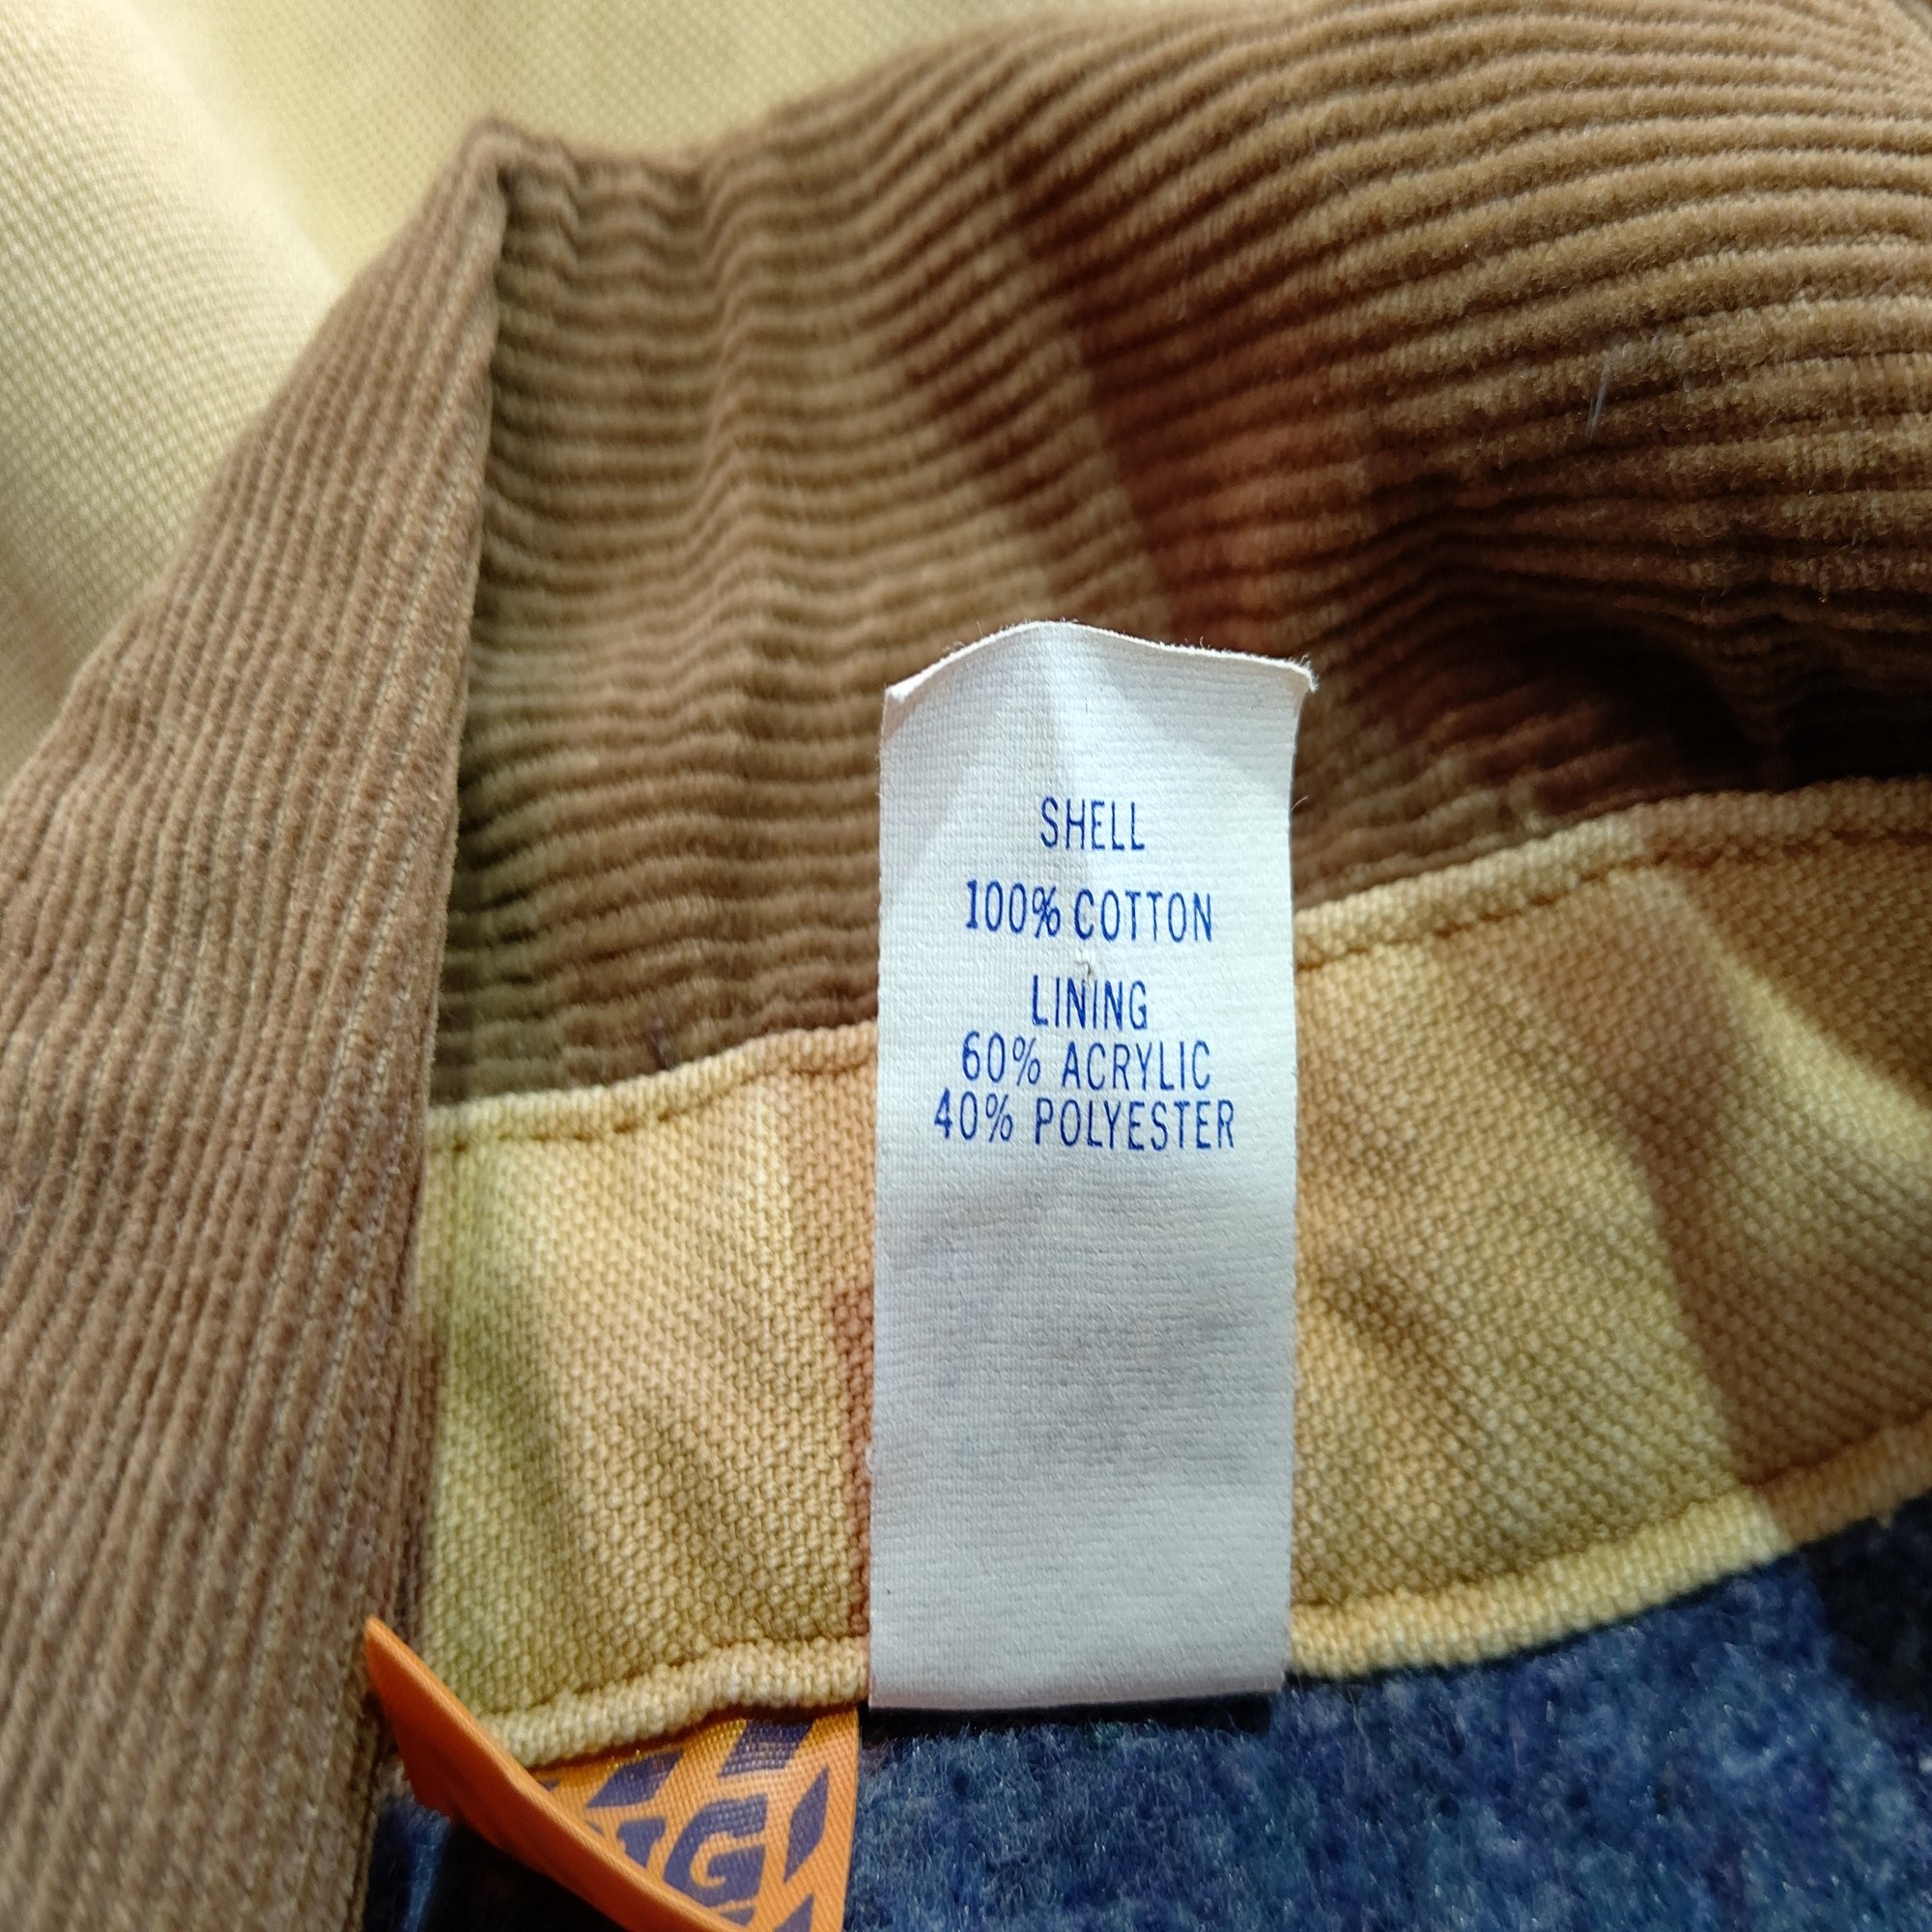 SHELL
100% COTTON
LINING
60% ACRYLIC
40% POLYESTER